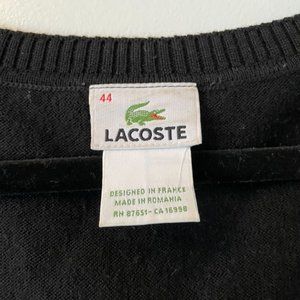 44
LACOSTE
DESIGNED IN FRANCE
MADE IN ROMANIA
RN 87651-CA 16998